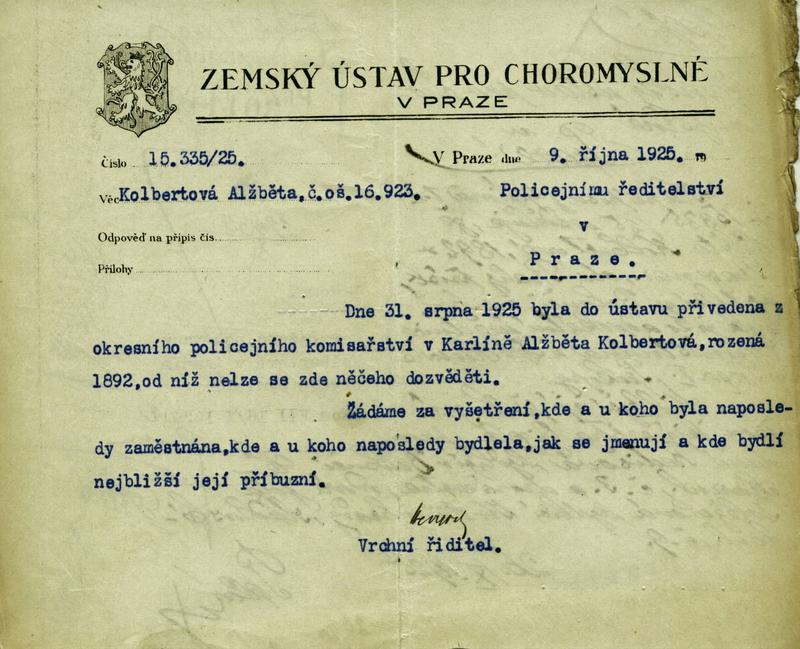 ZEMSKÝ ÚSTAV PRO CHOROMYSLNÉ
V PRAZE
Číslo 15.335/25.
V Praze dne 9. října 1925. 19
Věc Kolbertová Alžběta,č.oš.16.923.
Policejnímu ředitelství
v
Praze.
Odpověď na přípis čís.
Přílohy
Dne 31. srpna 1925 byla do ústavu přivedena z
okresního policejního komisařství v Karlíně Alžběta Kolbertová,rozená
1892,od níž nelze se zde něčeho dozvěděti.
Žádáme za vyšetření,kde a u koho byla naposle-
dy zaměstnána,kde a u koho naposledy bydlela,jak se jmenují a kde bydlí
nejbližší její příbuzní.
Vrchní řiditel.